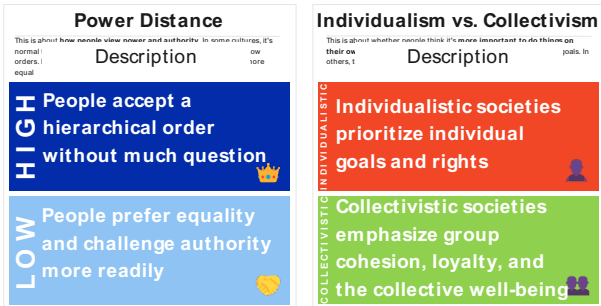 Power Distance
This is about how people view power and authority. In some cultures, it's
normal
orders.
equal
Description
HIGH
People accept a
hierarchical order
without much question
LOW
People prefer equality
and challenge authority
more readily
Individualism vs. Collectivism
This is about whether people think it's more important to do things on
their ow goals. In
others, t
Description
INDIVIDUALISTIC
Individualistic societies
prioritize individual
goals and rights
COLLECTIVISTIC
Collectivistic societies
emphasize group
cohesion, loyalty, and
the collective well-being